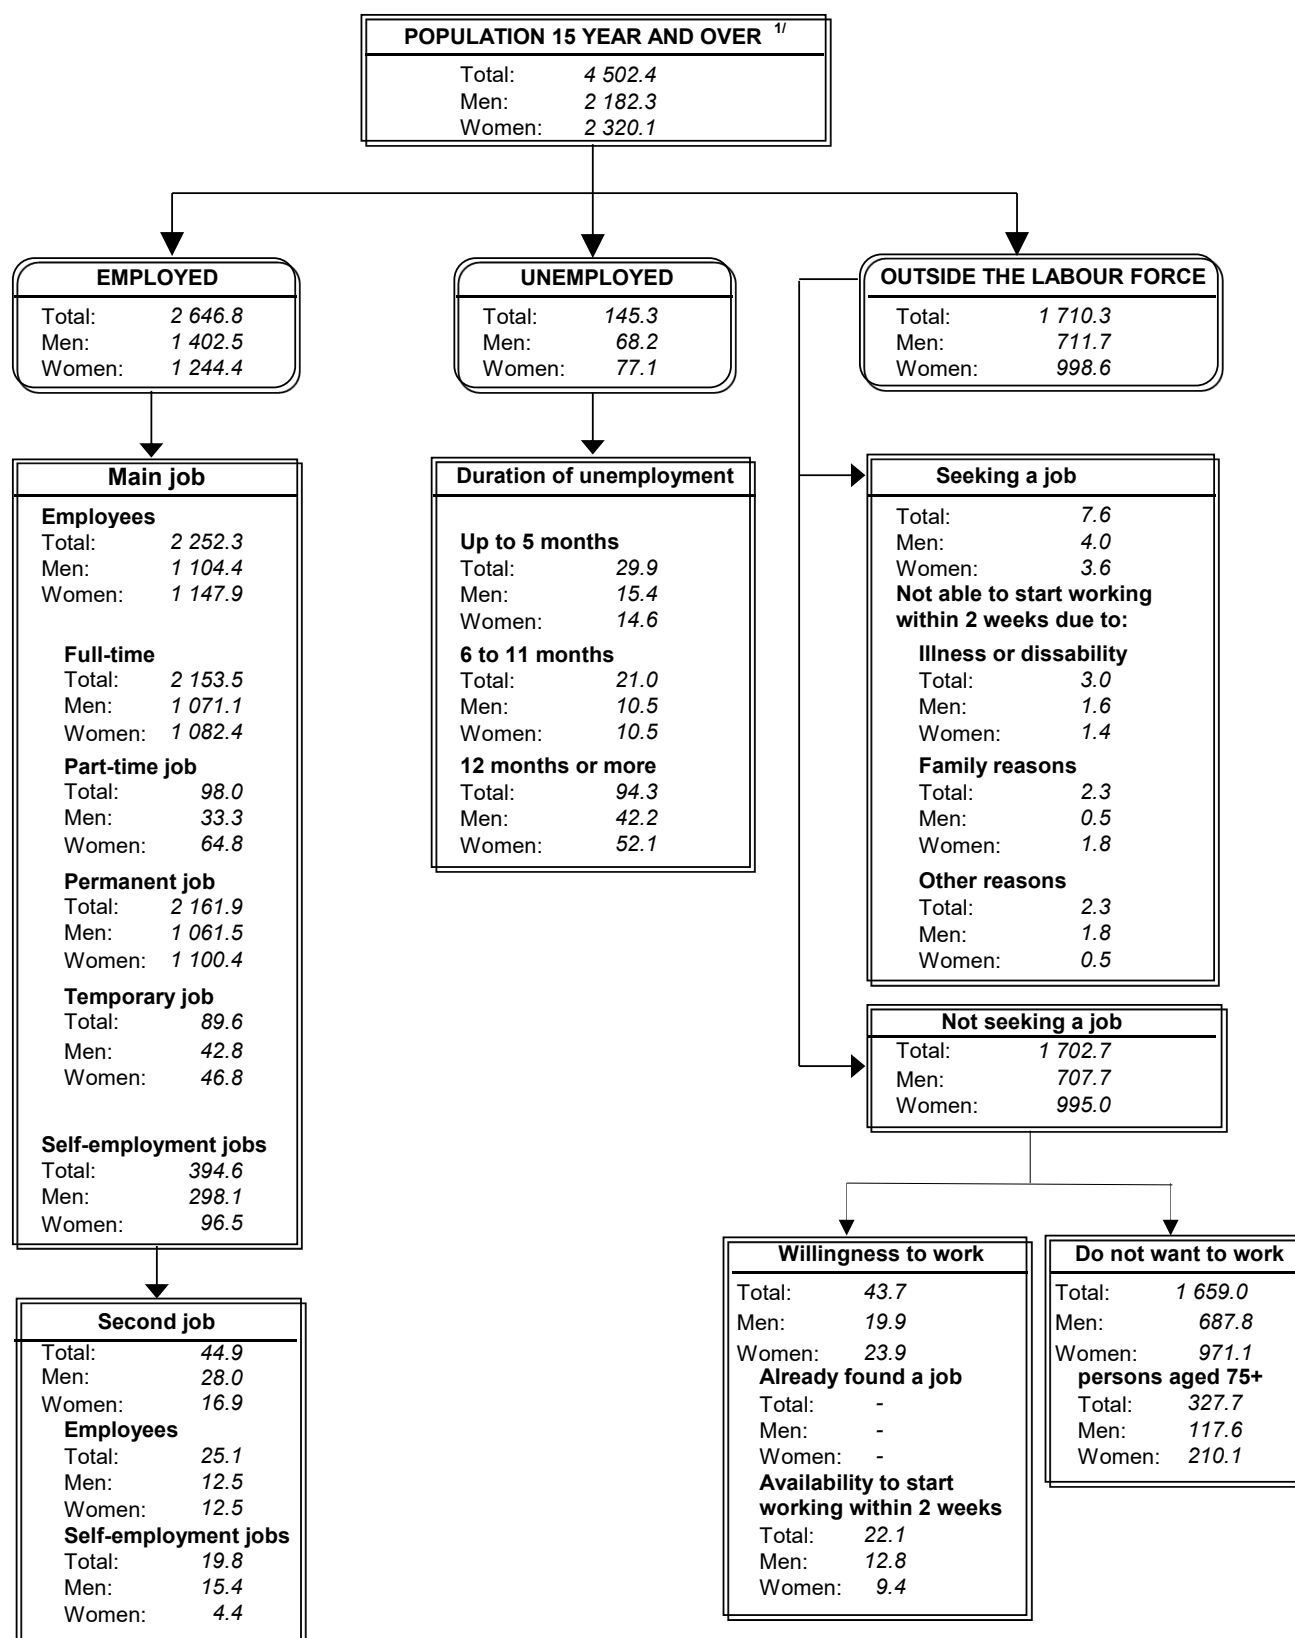 POPULATION 15 YEAR AND OVER 1/
Total: 4 502.4
Men: 2 182.3
Women: 2 320.1
EMPLOYED
Total: 2 646.8
Men: 1 402.5
Women: 1 244.4
UNEMPLOYED
Total: 145.3
Men: 68.2
Women: 77.1
OUTSIDE THE LABOUR FORCE
Total: 1 710.3
Men: 711.7
Women: 998.6
Main job
Employees
Total: 2 252.3
Men: 1 104.4
Women: 1 147.9
Full-time
Total: 2 153.5
Men: 1 071.1
Women: 1 082.4
Part-time job
Total: 98.0
Men: 33.3
Women: 64.8
Permanent job
Total: 2 161.9
Men: 1 061.5
Women: 1 100.4
Temporary job
Total: 89.6
Men: 42.8
Women: 46.8
Self-employment jobs
Total: 394.6
Men: 298.1
Women: 96.5
Second job
Total: 44.9
Men: 28.0
Women: 16.9
Employees
Total: 25.1
Men: 12.5
Women: 12.5
Self-employment jobs
Total: 19.8
Men: 15.4
Women: 4.4
Duration of unemployment
Up to 5 months
Total: 29.9
Men: 15.4
Women: 14.6
6 to 11 months
Total: 21.0
Men: 10.5
Women: 10.5
12 months or more
Total: 94.3
Men: 42.2
Women: 52.1
Seeking a job
Total: 7.6
Men: 4.0
Women: 3.6
Not able to start working
within 2 weeks due to:
Illness or dissability
Total: 3.0
Men: 1.6
Women: 1.4
Family reasons
Total: 2.3
Men: 0.5
Women: 1.8
Other reasons
Total: 2.3
Men: 1.8
Women: 0.5
Not seeking a job
Total: 1 702.7
Men: 707.7
Women: 995.0
Willingness to work
Total: 43.7
Men: 19.9
Women: 23.9
Already found a job
Total: -
Men: -
Women: -
Availability to start
working within 2 weeks
Total: 22.1
Men: 12.8
Women: 9.4
Do not want to work
Total: 1 659.0
Men: 687.8
Women: 971.1
persons aged 75+
Total: 327.7
Men: 117.6
Women: 210.1